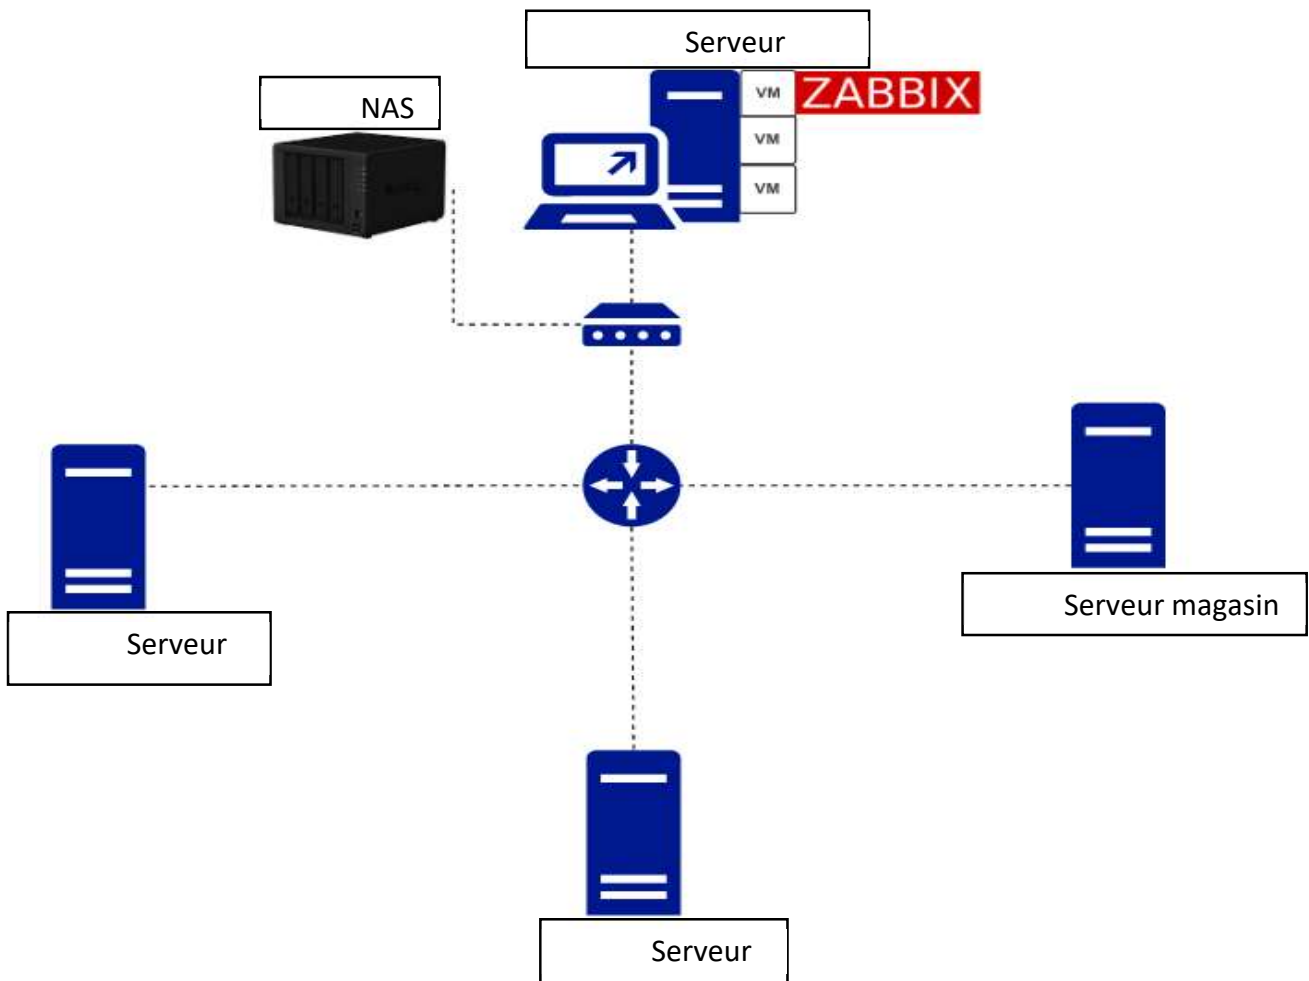 Serveur
NAS
VM
ZABBIX
VM
VM
Serveur magasin
Serveur
Serveur